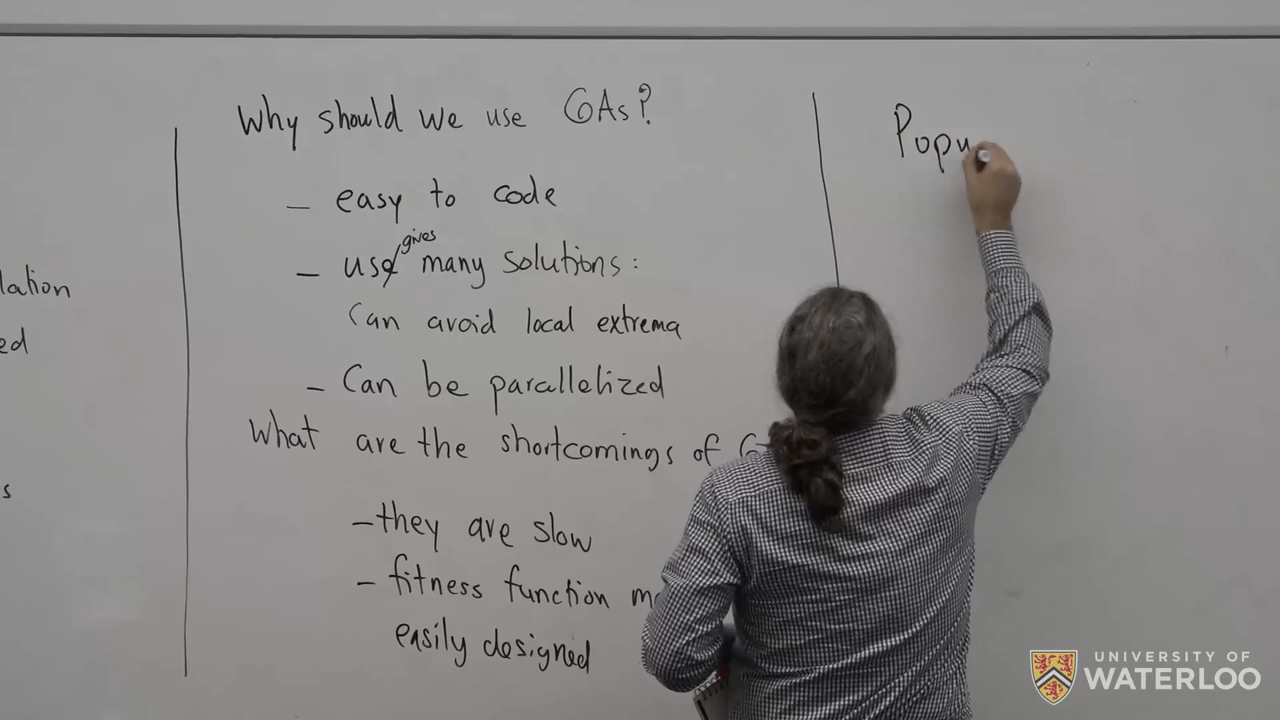 lation
ed
s
Why should we use GAs?
- easy to code
- use gives many solutions:
Can avoid local extrema
- Can be parallelized
What are the shortcomings of G
- they are slow
- fitness function m
easily designed
Popu
UNIVERSITY OF
WATERLOO